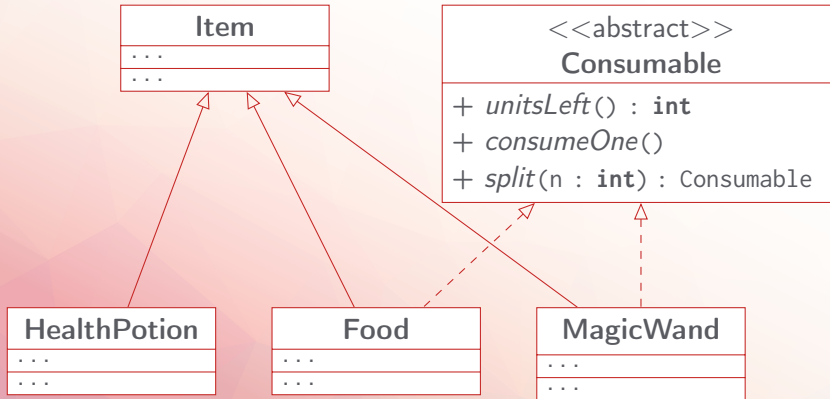 Item
...
...
<<abstract>>
Consumable
+ unitsLeft() : int
+ consumeOne()
+ split(n : int) : Consumable
HealthPotion
...
...
Food
...
...
MagicWand
...
...